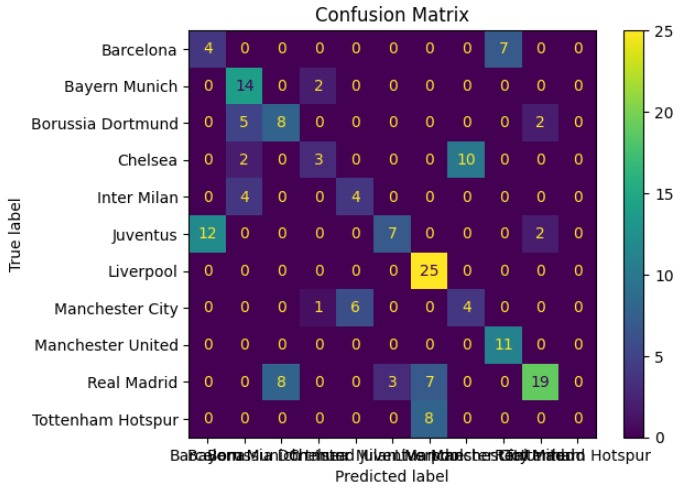 Confusion Matrix
Barcelona 4 0 0 0 0 0 0 0 7 0 0
Bayern Munich 0 14 0 2 0 0 0 0 0 0 0
Borussia Dortmund 0 5 8 0 0 0 0 0 0 2 0
Chelsea 0 2 0 3 0 0 0 10 0 0 0
Inter Milan 0 4 0 0 4 0 0 0 0 0 0
Juventus 12 0 0 0 0 7 0 0 0 2 0
Liverpool 0 0 0 0 0 0 25 0 0 0 0
Manchester City 0 0 0 1 6 0 0 4 0 0 0
Manchester United 0 0 0 0 0 0 0 0 11 0 0
Real Madrid 0 0 8 0 0 3 7 0 0 19 0
Tottenham Hotspur 0 0 0 0 0 0 8 0 0 0 0
True label
Hotspur
Predicted label
25
20
15
10
5
0